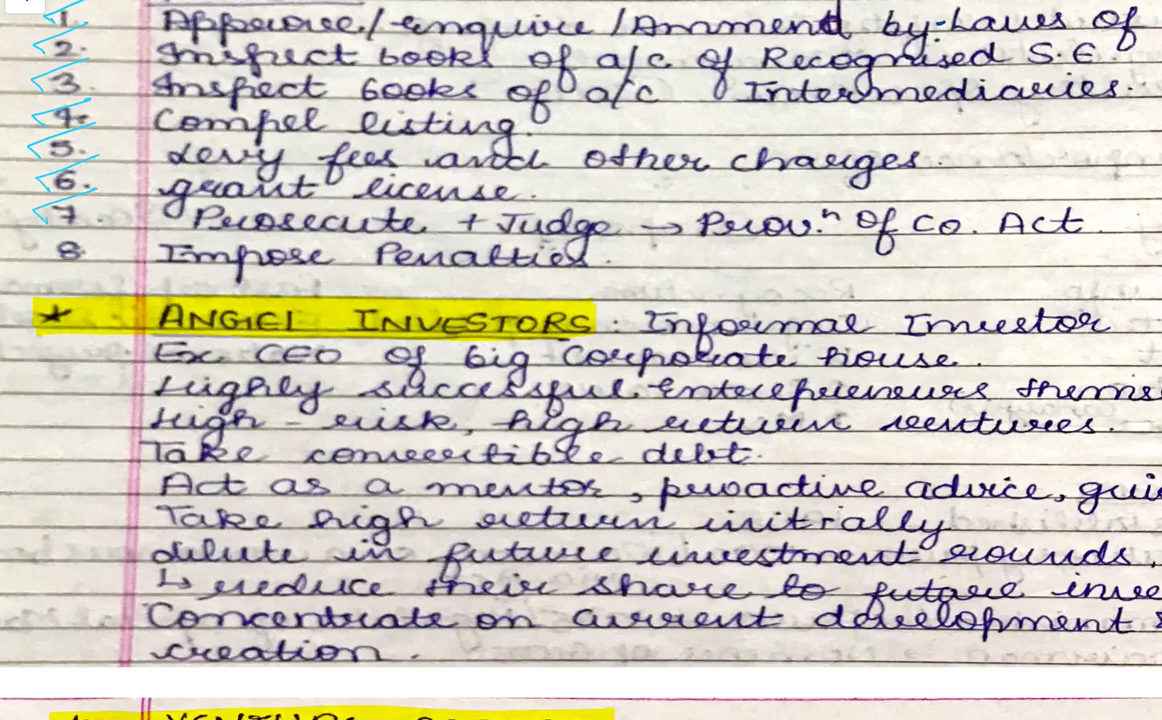 1. Approve/enquire/Ammend by-laws of
2. Inspect books of a/c of Recognised S.E.
3. Inspect books of a/c Intermediaries.
4. Compel listing.
5. Levy fees and other charges
6. grant license.
7 Prosecute + Judge → Prov.ⁿ Of Co. Act.
8 Impose Penalties.
* ANGEL INVESTORS : Informal Investor
Ex CEO of big Corporate house.
Highly successful Enterepreneurs thems
High - risk, high return ventures.
Take convertible debt.
Act as a mentor, proactive advice, gui
Take high return initially
dilute in future investment rounds,
↳ reduce their share to future inve
Concentrate on current development
creation.